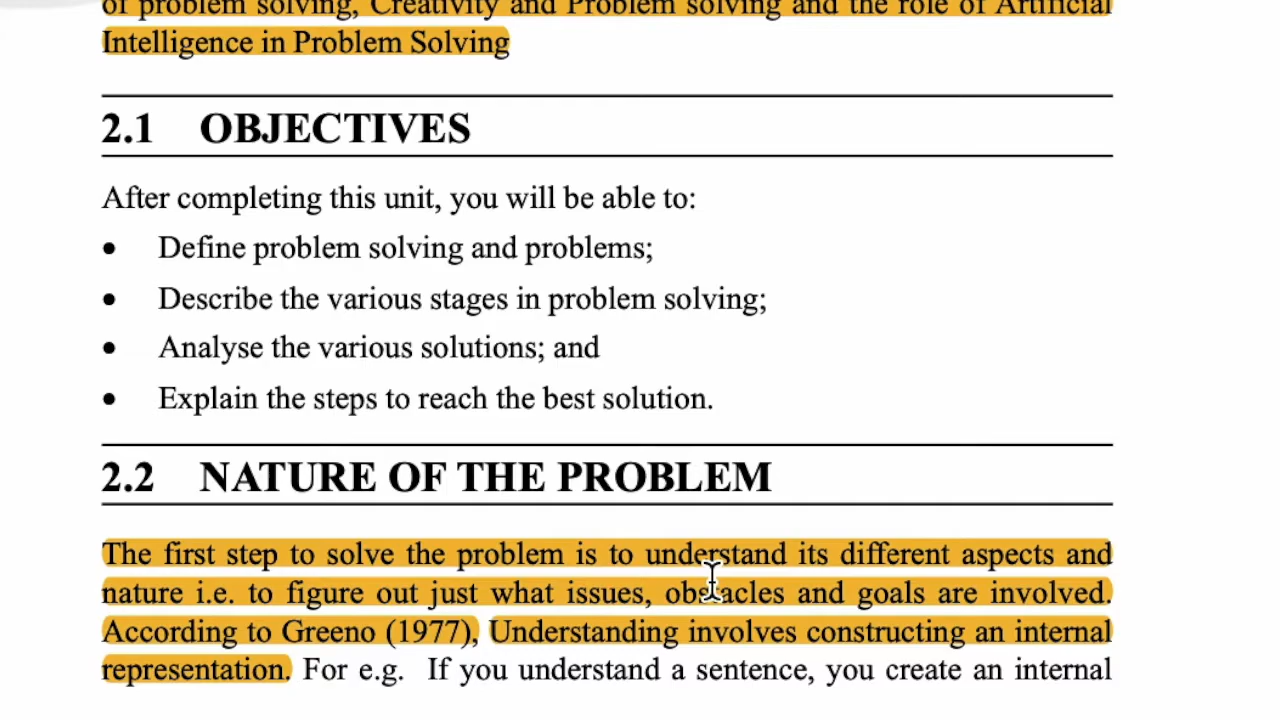 of problem solving, Creativity and Problem solving and the role of Artificial
Intelligence in Problem Solving
2.1 OBJECTIVES
After completing this unit, you will be able to:
• Define problem solving and problems;
• Describe the various stages in problem solving;
• Analyse the various solutions; and
• Explain the steps to reach the best solution.
2.2 NATURE OF THE PROBLEM
The first step to solve the problem is to understand its different aspects and
nature i.e. to figure out just what issues, obstacles and goals are involved.
According to Greeno (1977), Understanding involves constructing an internal
representation. For e.g. If you understand a sentence, you create an internal